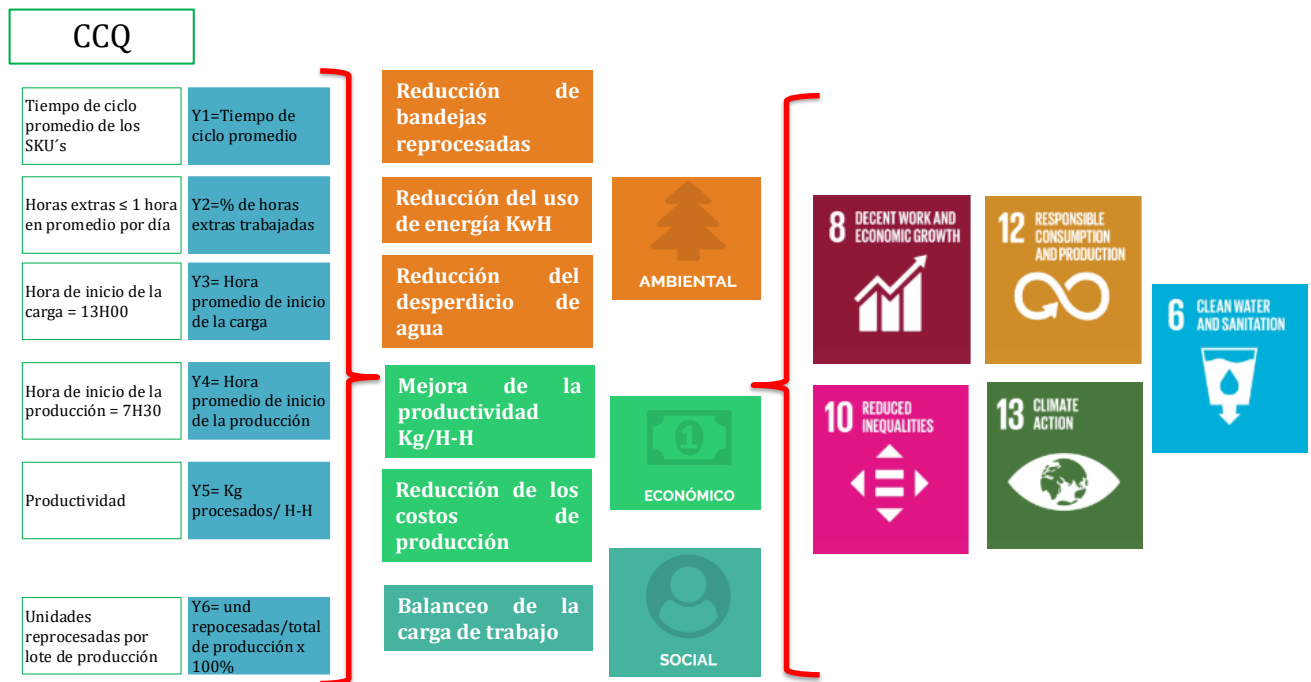 CCQ
Tiempo de ciclo
promedio de los
SKU´s
Y1=Tiempo de
ciclo promedio
Horas extras ≤ 1 hora
en promedio por día
Y2=% de horas
extras trabajadas
Hora de inicio de la
carga = 13H00
Y3= Hora
promedio de inicio
de la carga
Hora de inicio de la
producción = 7H30
Y4= Hora
promedio de inicio
de la producción
Productividad
Y5= Kg
procesados/ H-H
Unidades
reprocesadas por
lote de producción
Y6= und
repocesadas/total
de producción x
100%
Reducción de
bandejas
reprocesadas
Reducción del uso
de energía KwH
Reducción del
desperdicio de
agua
Mejora de la
productividad
Kg/H-H
Reducción de los
costos de
producción
Balanceo de la
carga de trabajo
AMBIENTAL
1
ECONÓMICO
SOCIAL
8 DECENT WORK AND
ECONOMIC GROWTH
12 RESPONSIBLE
CONSUMPTION
AND PRODUCTION
10 REDUCED
INEQUALITIES
13 CLIMATE
ACTION
6 CLEAN WATER
AND SANITATION